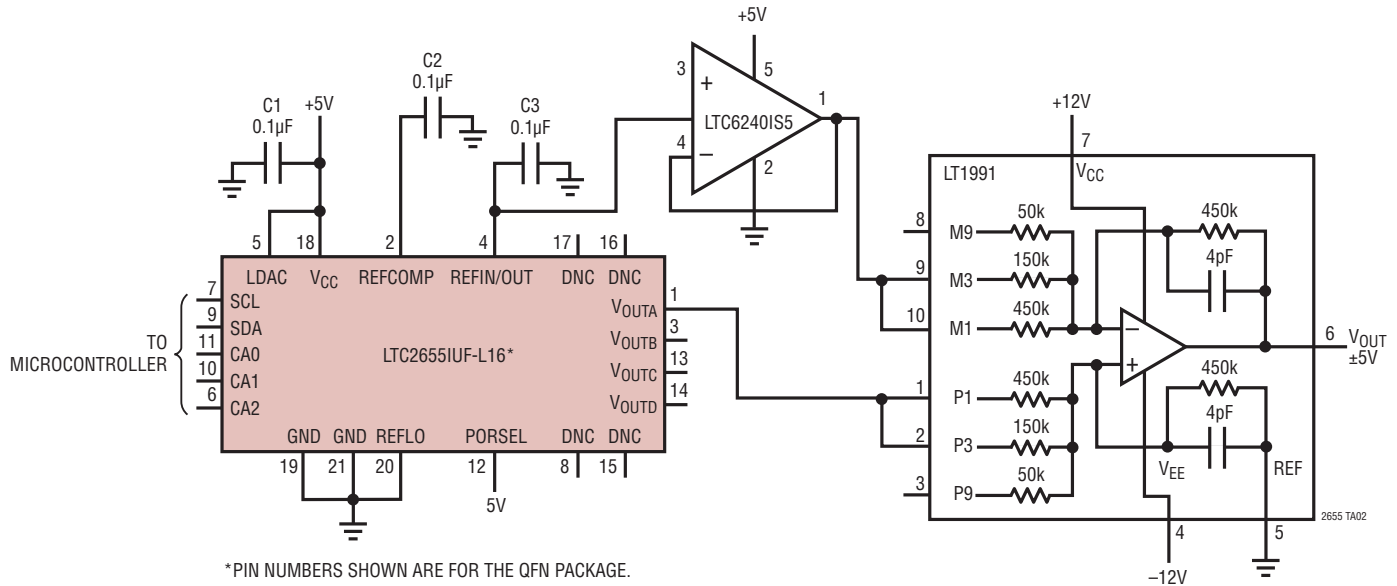 +5V
C2
0.1µF
C1
0.1µF
+5V
C3
0.1µF
3
+
5
1
LTC6240IS5
4
–
2
+12V
7
LT1991
VCC
5
18
2
4
17
16
LDAC
VCC
REFCOMP
REFIN/OUT
DNC
DNC
TO
MICROCONTROLLER
7
SCL
9
SDA
11
CA0
10
CA1
6
CA2
LTC2655IUF-L16*
VOUTA
1
VOUTB
3
VOUTC
13
VOUTD
14
GND
GND
REFLO
PORSEL
DNC
DNC
19
21
20
12
8
15
5V
8
M9
50k
9
M3
150k
10
M1
450k
1
P1
450k
2
P3
150k
3
P9
50k
450k
4pF
–
+
450k
4pF
VEE
REF
6
VOUT
±5V
4
5
–12V
2655 TA02
*PIN NUMBERS SHOWN ARE FOR THE QFN PACKAGE.